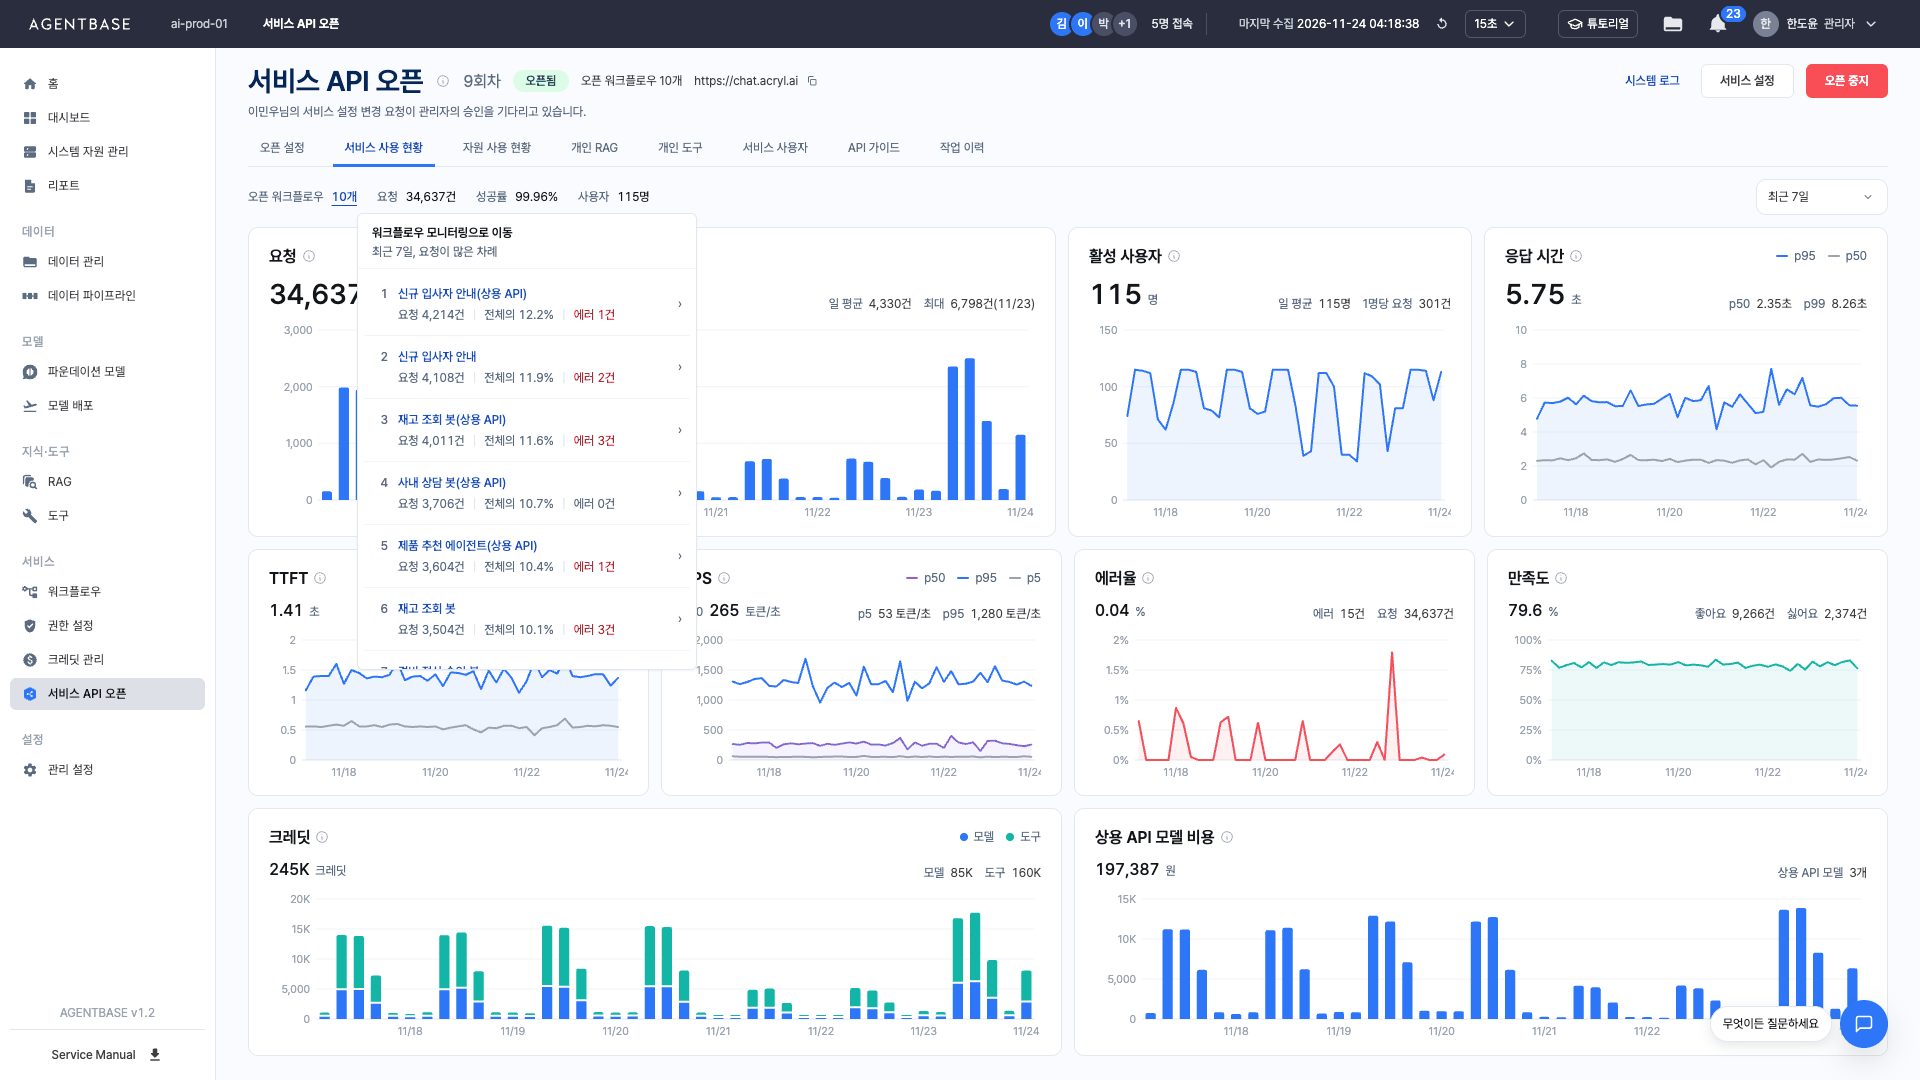 AGENTBASE
ai-prod-01
서비스 API 오픈
김 이 박 +1 5명 접속
마지막 수집 2026-11-24 04:18:38
15초
튜토리얼
23
한 한도윤 관리자
홈
대시보드
시스템 자원 관리
리포트
데이터
데이터 관리
데이터 파이프라인
모델
파운데이션 모델
모델 배포
지식·도구
RAG
도구
서비스
워크플로우
권한 설정
크레딧 관리
서비스 API 오픈
설정
관리 설정
AGENTBASE v1.2
Service Manual
서비스 API 오픈 9회차 오픈됨 오픈 워크플로우 10개 https://chat.acryl.ai
시스템 로그 서비스 설정 오픈 중지
이민우님의 서비스 설정 변경 요청이 관리자의 승인을 기다리고 있습니다.
오픈 설정 서비스 사용 현황 자원 사용 현황 개인 RAG 개인 도구 서비스 사용자 API 가이드 작업 이력
오픈 워크플로우 10개 요청 34,637건 성공률 99.96% 사용자 115명
최근 7일
워크플로우 모니터링으로 이동
최근 7일, 요청이 많은 차례
1 신규 입사자 안내(상용 API)
요청 4,214건 전체의 12.2% 에러 1건
2 신규 입사자 안내
요청 4,108건 전체의 11.9% 에러 2건
3 재고 조회 봇(상용 API)
요청 4,011건 전체의 11.6% 에러 3건
4 사내 상담 봇(상용 API)
요청 3,706건 전체의 10.7% 에러 0건
5 제품 추천 에이전트(상용 API)
요청 3,604건 전체의 10.4% 에러 1건
6 재고 조회 봇
요청 3,504건 전체의 10.1% 에러 3건
요청
34,637
일 평균 4,330건 최대 6,798건(11/23)
3,000
2,000
1,000
0
11/21 11/22 11/23 11/24
활성 사용자
115 명
일 평균 115명 1명당 요청 301건
150
100
50
0
11/18 11/20 11/22 11/24
응답 시간
p95 p50
5.75 초
p50 2.35초 p99 8.26초
10
8
6
4
2
0
11/18 11/20 11/22 11/24
TTFT
1.41 초
2
1.5
1
0.5
0
11/18 11/20 11/22 11/24
PS
p50 p95 p5
265 토큰/초
p5 53 토큰/초 p95 1,280 토큰/초
2,000
1,500
1,000
500
0
11/18 11/20 11/22 11/24
에러율
0.04 %
에러 15건 요청 34,637건
2%
1.5%
1%
0.5%
0%
11/18 11/20 11/22 11/24
만족도
79.6 %
좋아요 9,266건 싫어요 2,374건
100%
75%
50%
25%
0%
11/18 11/20 11/22 11/24
크레딧
모델 도구
245K 크레딧
모델 85K 도구 160K
20K
15K
10K
5,000
0
11/18 11/19 11/20 11/21 11/22 11/23 11/24
상용 API 모델 비용
197,387 원
상용 API 모델 3개
15K
10K
5,000
0
11/18 11/19 11/20 11/21 11/22
무엇이든 질문하세요